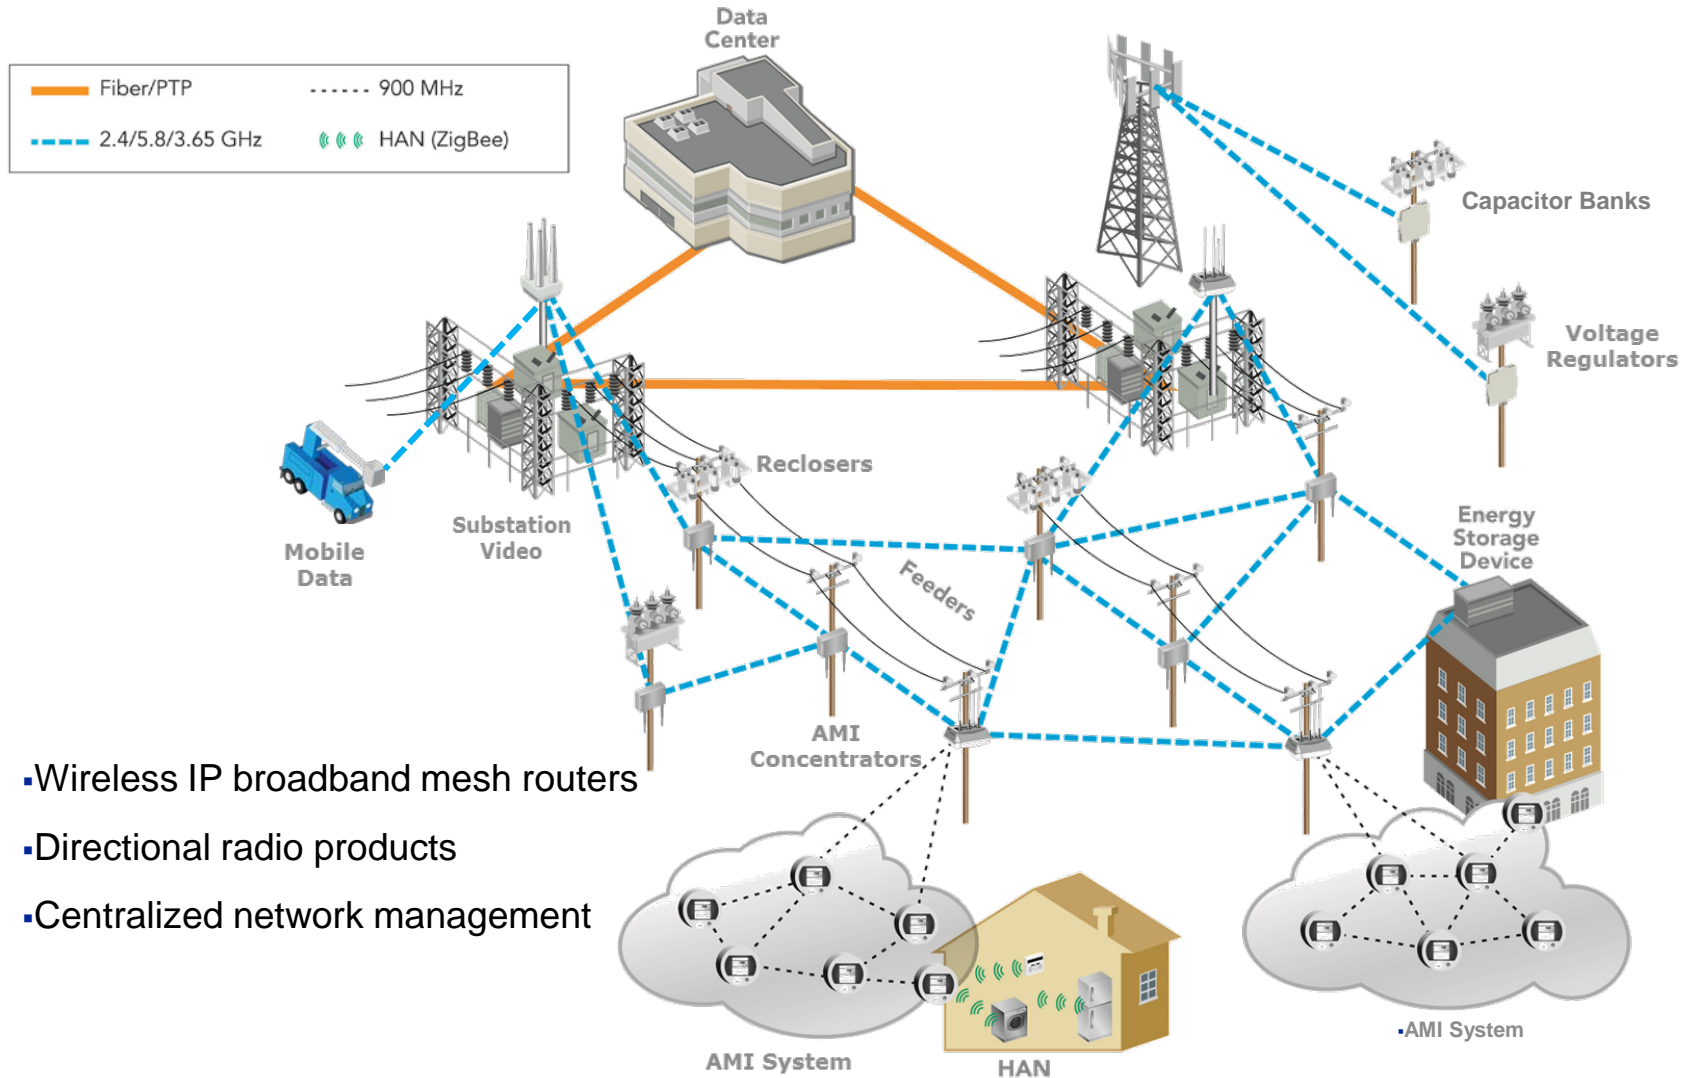 Data
Center
Fiber/PTP
900 MHz
2.4/5.8/3.65 GHz
HAN (ZigBee)
Capacitor Banks
Voltage
Regulators
Reclosers
Substation
Video
Mobile
Data
Energy
Storage
Device
Feeders
AMI
Concentrators
▪Wireless IP broadband mesh routers
▪Directional radio products
▪Centralized network management
▪AMI System
AMI System
HAN